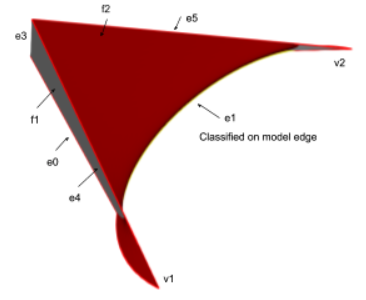 f2
e5
e3
v2
f1
e1
Classified on model edge
e0
e4
v1